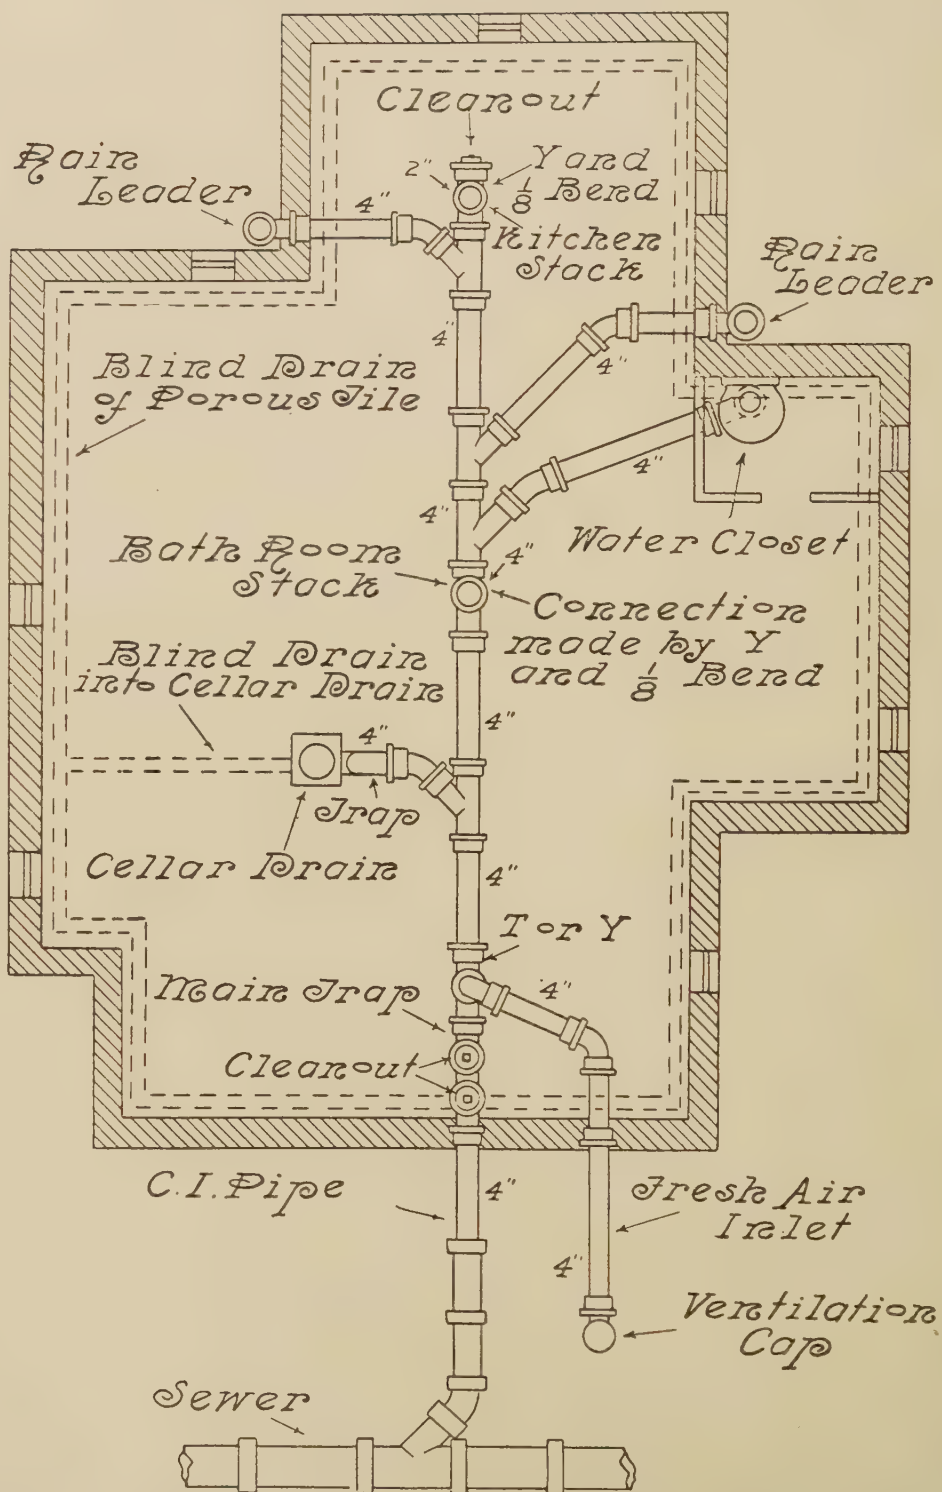 Cleanout
Rain
Leader
4"
2"
Y and
1/8 Bend
Kitchen
Stack
Rain
Leader
4"
4"
Blind Drain
of Porous Tile
4"
4"
Water Closet
Bath Room
Stack
4"
Connection
made by Y
and 1/8 Bend
Blind Drain
into Cellar Drain
4"
4"
Trap
Cellar Drain
4"
T or Y
Main Trap
4"
Cleanout
C.I. Pipe
4"
Fresh Air
Inlet
4"
Ventilation
Cap
Sewer